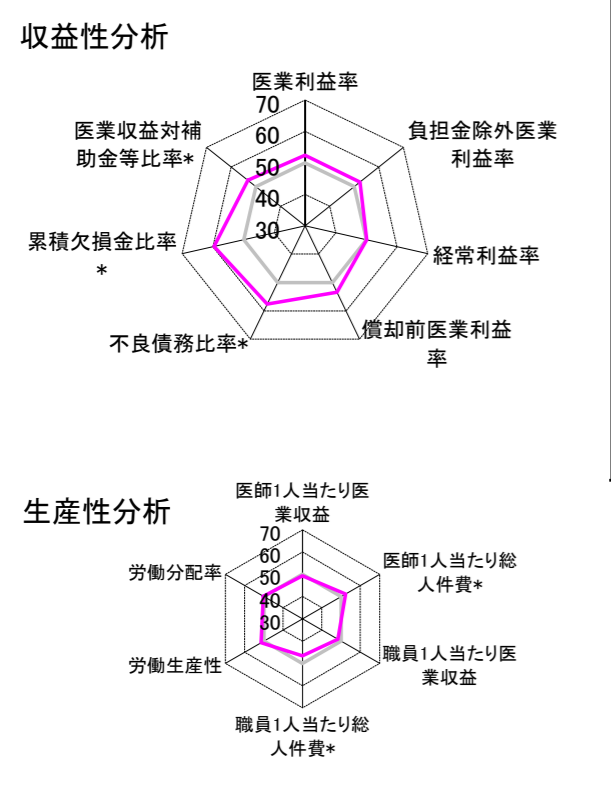 収益性分析
医業利益率
70
60
50
40
30
負担金除外医業
利益率
経常利益率
償却前医業利益
率
不良債務比率*
累積欠損金比率
*
医業収益対補
助金等比率*
生産性分析
医師1人当たり医
業収益
70
60
50
40
30
医師1人当たり総
人件費*
職員1人当たり医
業収益
職員1人当たり総
人件費*
労働生産性
労働分配率